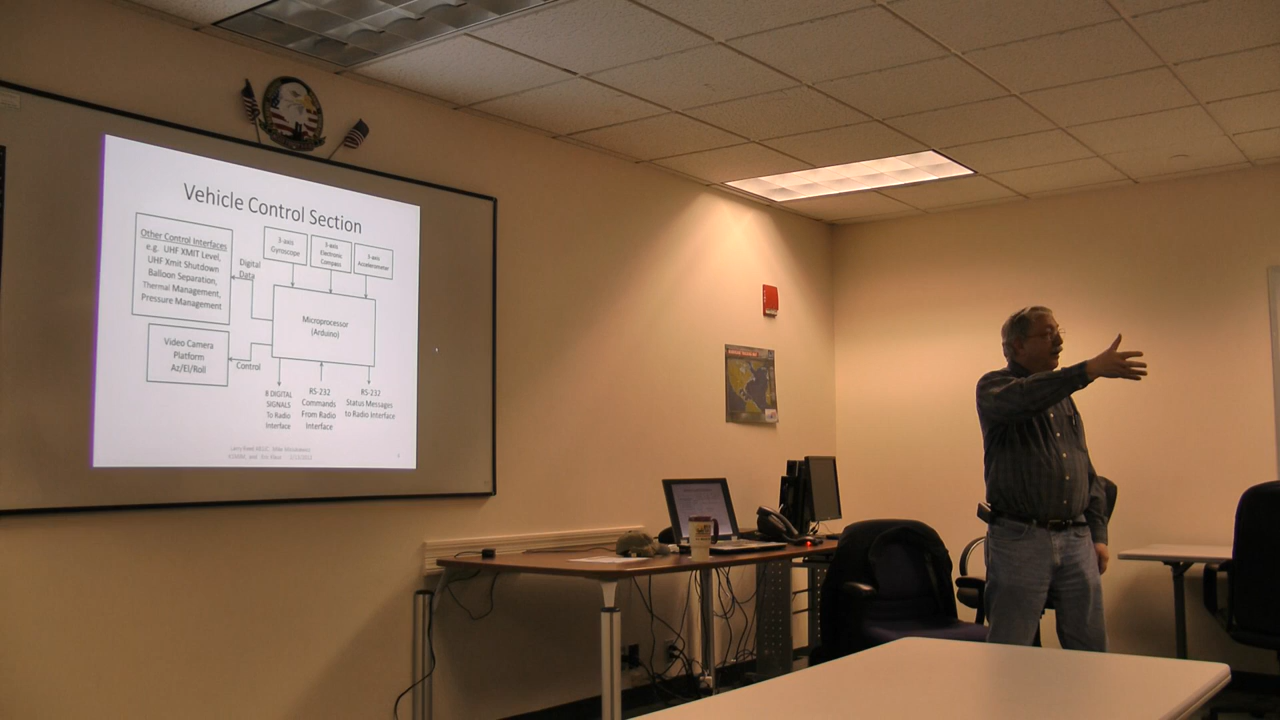 Vehicle Control Section
Other Control Interfaces
e.g. UHF XMIT Level,
UHF Xmit Shutdown
Balloon Separation,
Thermal Management,
Pressure Management
Digital
Data
3-axis
Gyroscope
3-axis
Electronic
Compass
3-axis
Accelerometer
Microprocessor
(Arduino)
Video Camera
Platform
Az/El/Roll
Control
8 DIGITAL
SIGNALS
To Radio
Interface
RS-232
Commands
From Radio
Interface
RS-232
Status Messages
to Radio Interface